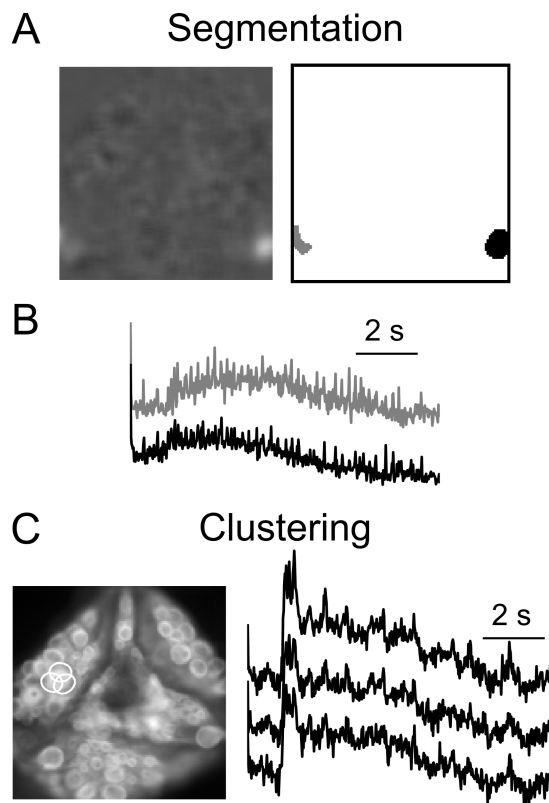 A
Segmentation
B
2 s
C
Clustering
2 s